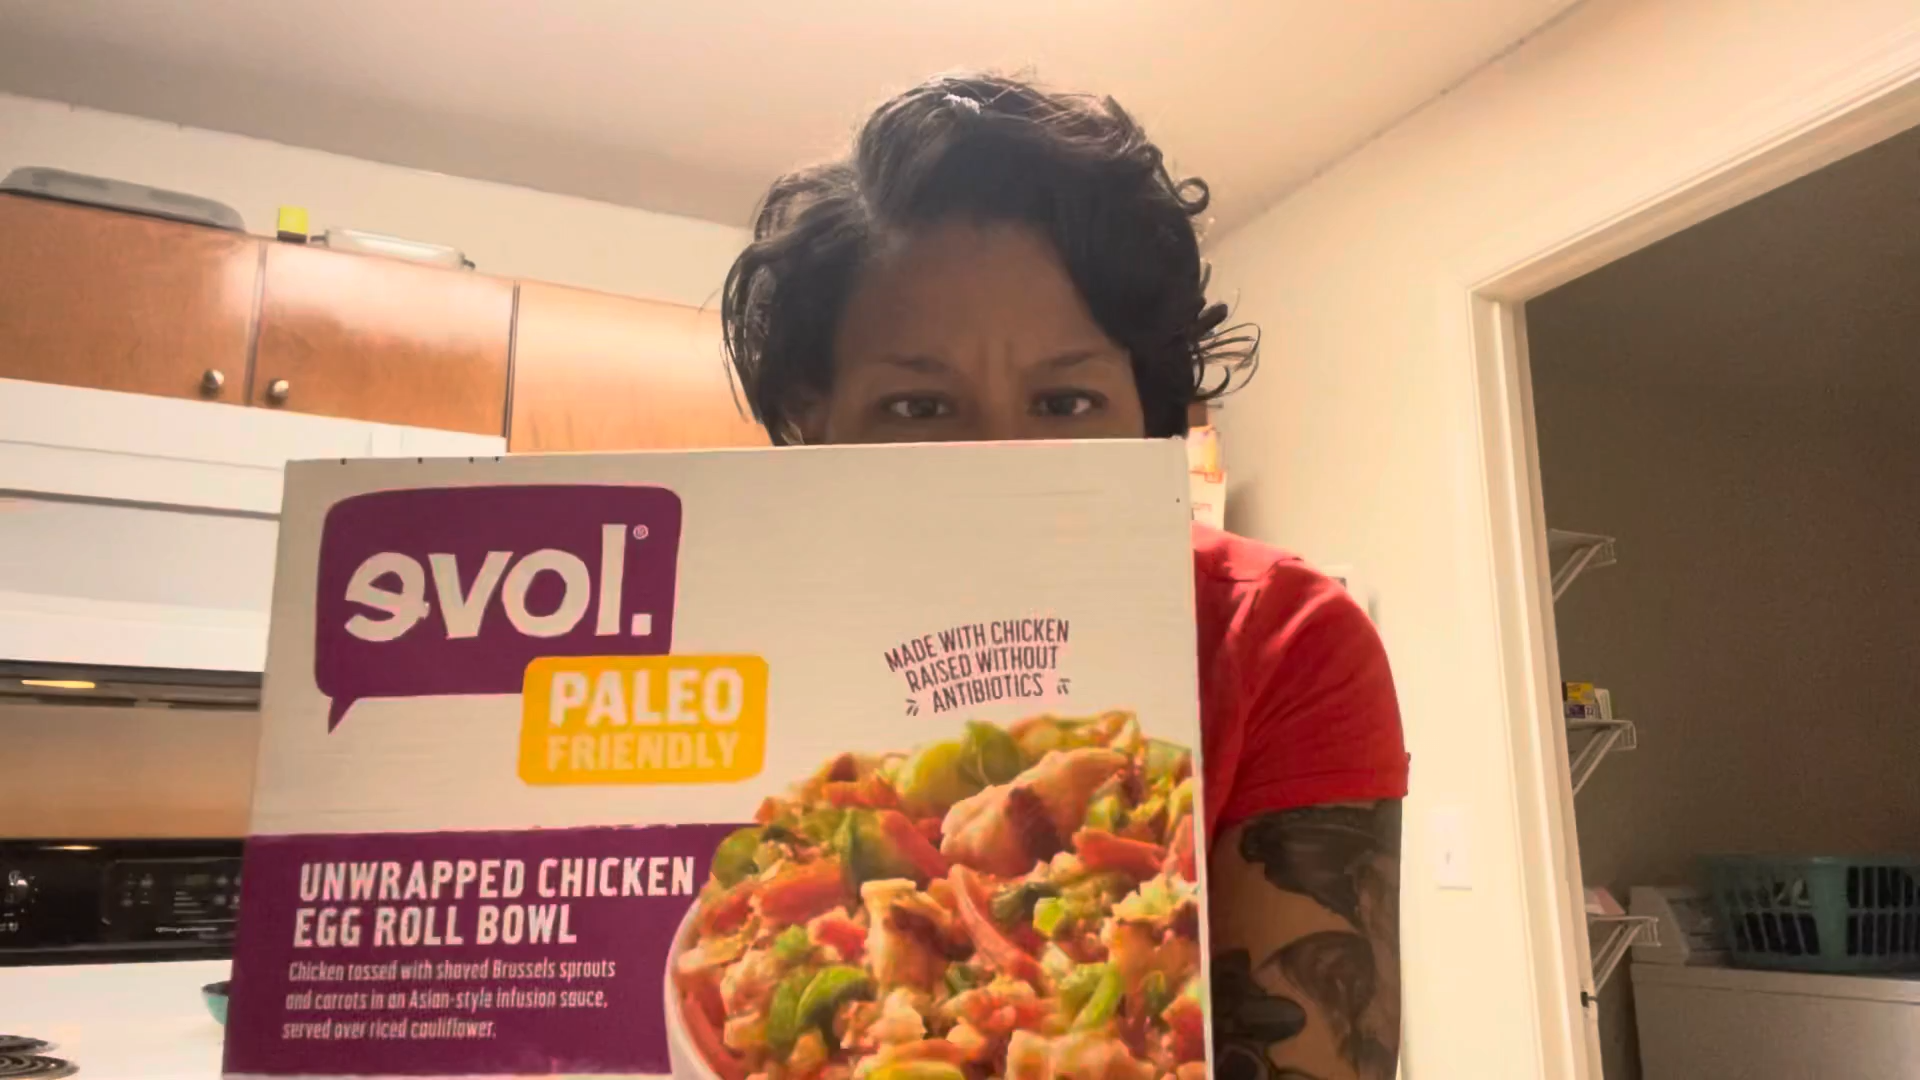 evol.®
PALEO
FRIENDLY
MADE WITH CHICKEN
RAISED WITHOUT
ANTIBIOTICS
UNWRAPPED CHICKEN
EGG ROLL BOWL
Chicken tossed with shaved Brussels sprouts
and carrots in an Asian-style infusion sauce,
served over riced cauliflower.